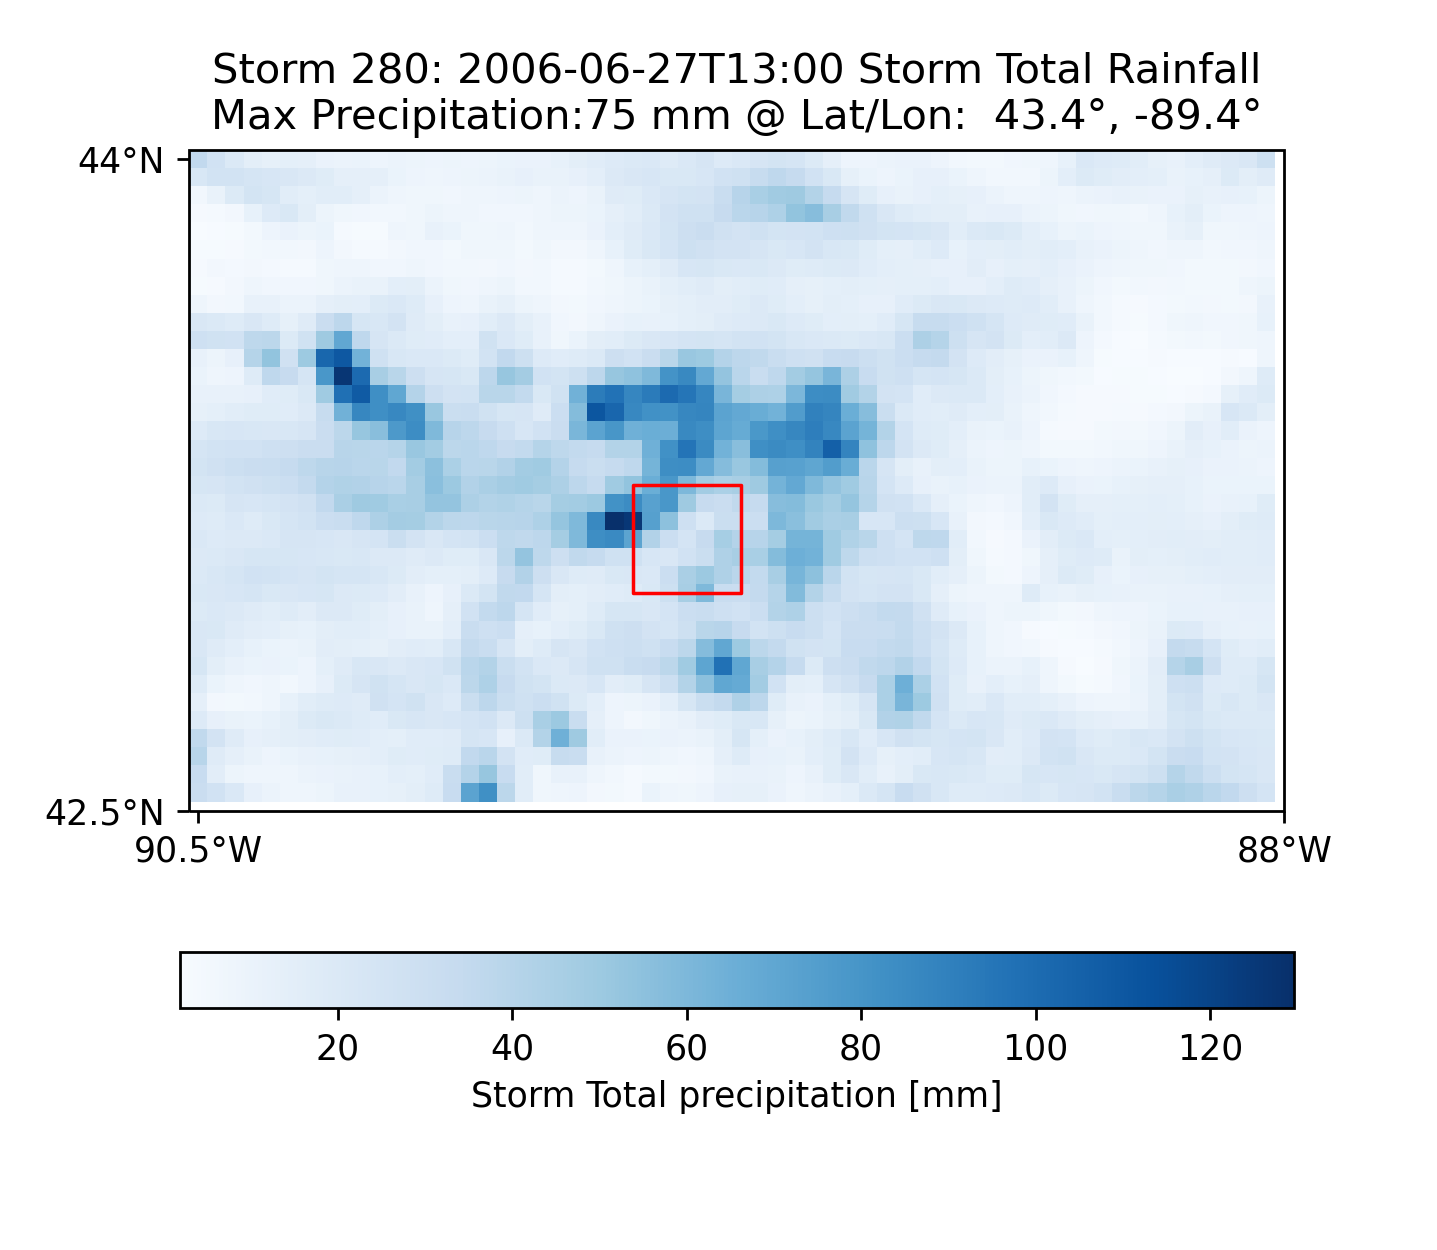 Storm 280: 2006-06-27T13:00 Storm Total Rainfall
Max Precipitation:75 mm @ Lat/Lon:  43.4°, -89.4°
44°N
42.5°N
90.5°W 88°W
20 40 60 80 100 120
Storm Total precipitation [mm]